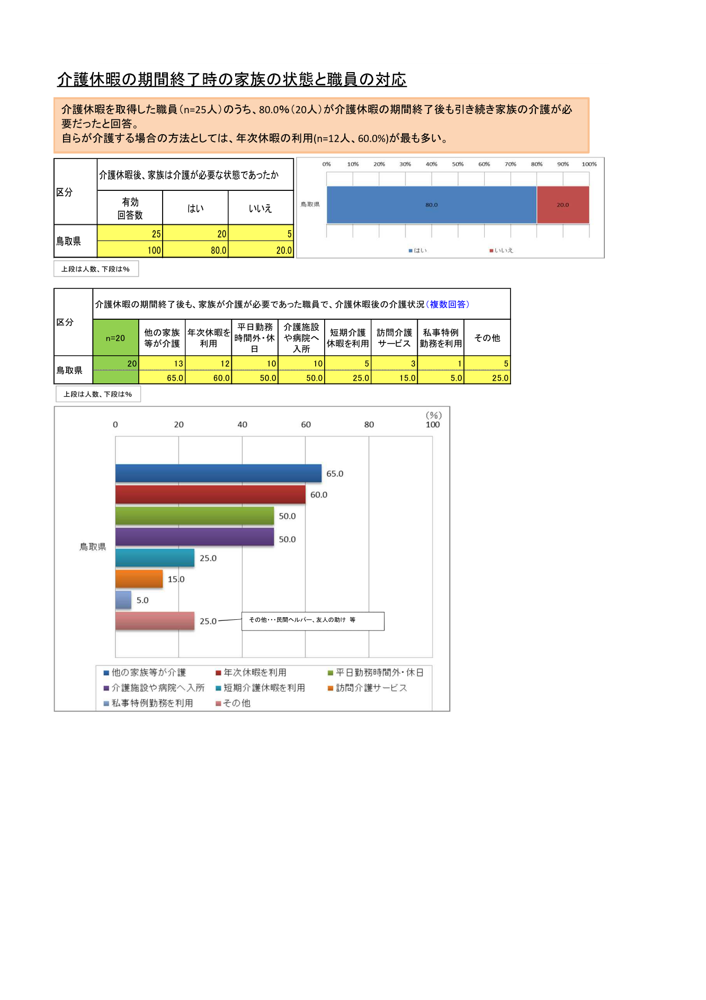 介護休暇の期間終了時の家族の状態と職員の対応
介護休暇を取得した職員（n=25人）のうち、80.0%（20人）が介護休暇の期間終了後も引き続き家族の介護が必
要だったと回答。
自らが介護する場合の方法としては、年次休暇の利用(n=12人、60.0%)が最も多い。
区分
介護休暇後、家族は介護が必要な状態であったか
有効
回答数
はい
いいえ
鳥取県
25 20 5
100 80.0 20.0
上段は人数、下段は%
0% 10% 20% 30% 40% 50% 60% 70% 80% 90% 100%
鳥取県
80.0
20.0
はい
いいえ
区分
介護休暇の期間終了後も、家族が介護が必要であった職員で、介護休暇後の介護状況（複数回答）
n=20
他の家族
等が介護
年次休暇を
利用
平日勤務
時間外・休
日
介護施設
や病院へ
入所
短期介護
休暇を利用
訪問介護
サービス
私事特例
勤務を利用
その他
鳥取県
20 13 12 10 10 5 3 1 5
65.0 60.0 50.0 50.0 25.0 15.0 5.0 25.0
上段は人数、下段は%
（%）
0 20 40 60 80 100
鳥取県
65.0
60.0
50.0
50.0
25.0
15.0
5.0
25.0
その他・・・民間ヘルパー、友人の助け 等
他の家族等が介護 年次休暇を利用 平日勤務時間外・休日
介護施設や病院へ入所 短期介護休暇を利用 訪問介護サービス
私事特例勤務を利用 その他